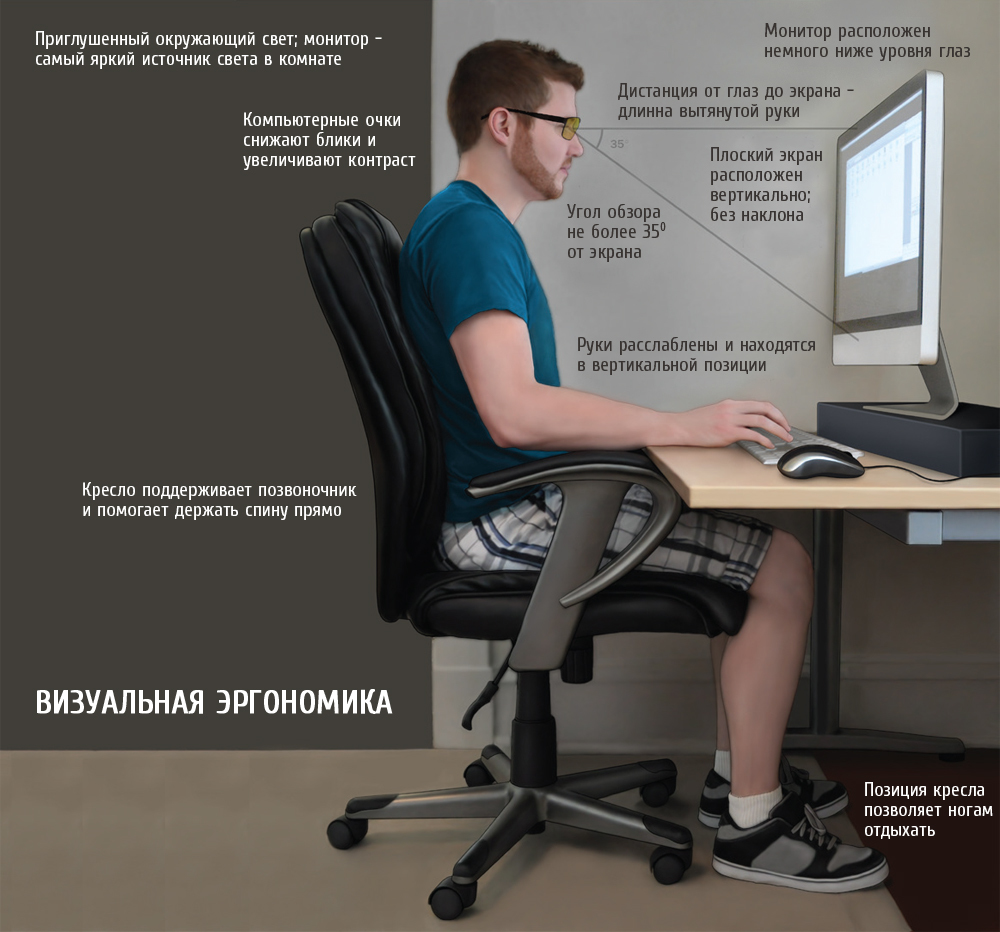 Приглушенный окружающий свет; монитор -
самый яркий источник света в комнате
Монитор расположен
немного ниже уровня глаз
Дистанция от глаз до экрана -
длинна вытянутой руки
Компьютерные очки
снижают блики и
увеличивают контраст
35
Плоский экран
расположен
вертикально;
без наклона
Угол обзора
не более 35⁰
от экрана
Руки расслаблены и находятся
в вертикальной позиции
Кресло поддерживает позвоночник
и помогает держать спину прямо
ВИЗУАЛЬНАЯ ЭРГОНОМИКА
Позиция кресла
позволяет ногам
отдыхать